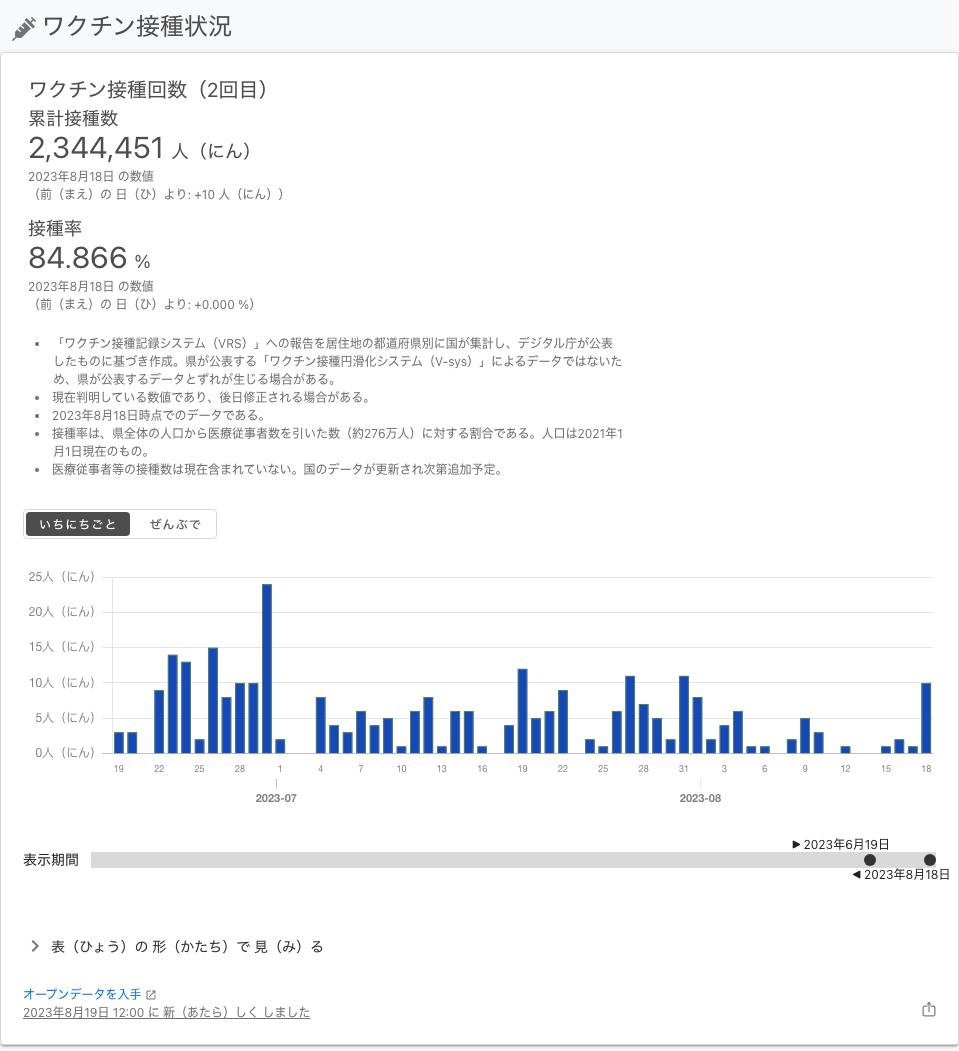 ワクチン接種状況
ワクチン接種回数（2回目）
累計接種数
2,344,451 人（にん）
2023年8月18日 の数値
（前（まえ）の 日（ひ）より: +10 人（にん））
接種率
84.866 %
2023年8月18日 の数値
（前（まえ）の 日（ひ）より: +0.000 %）
• 「ワクチン接種記録システム（VRS）」への報告を居住地の都道府県別に国が集計し、デジタル庁が公表
したものに基づき作成。県が公表する「ワクチン接種円滑化システム（V-sys）」によるデータではないた
め、県が公表するデータとずれが生じる場合がある。
• 現在判明している数値であり、後日修正される場合がある。
• 2023年8月18日時点でのデータである。
• 接種率は、県全体の人口から医療従事者数を引いた数（約276万人）に対する割合である。人口は2021年1
月1日現在のもの。
• 医療従事者等の接種数は現在含まれていない。国のデータが更新され次第追加予定。
いちにちごと ぜんぶで
25人（にん）
20人（にん）
15人（にん）
10人（にん）
5人（にん）
0人（にん）
19 22 25 28 1 4 7 10 13 16 19 22 25 28 31 3 6 9 12 15 18
2023-07 2023-08
▶ 2023年6月19日
表示期間
◀ 2023年8月18日
表（ひょう）の 形（かたち）で 見（み）る
オープンデータを入手
2023年8月19日 12:00 に 新（あたら）しく しました